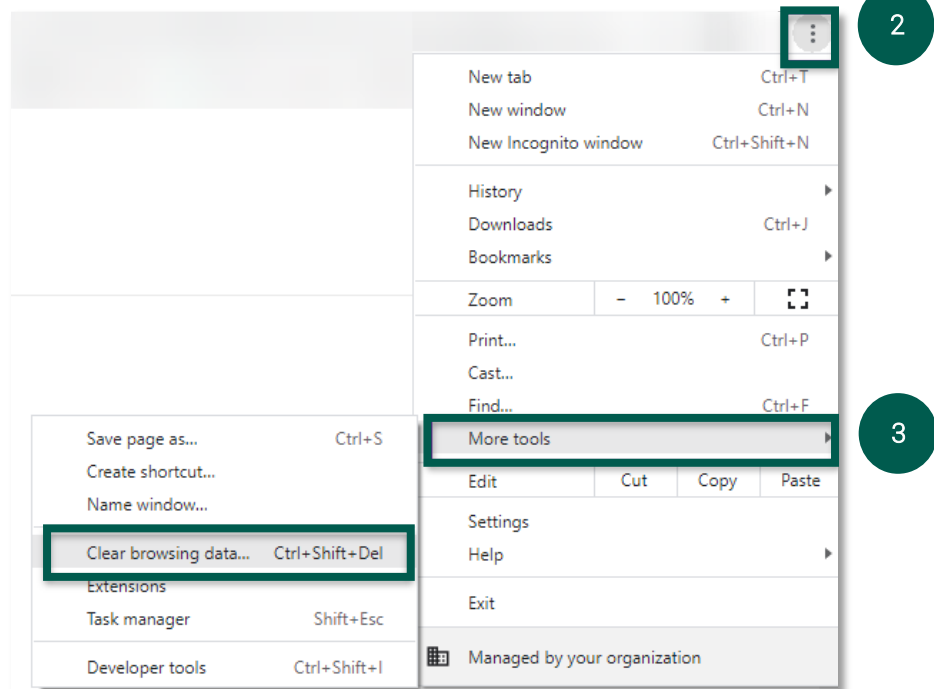 2
New tab Ctrl+T
New window Ctrl+N
New Incognito window Ctrl+Shift+N
History
Downloads Ctrl+J
Bookmarks
Zoom - 100% +
Print... Ctrl+P
Cast...
Find... Ctrl+F
More tools
3
Edit Cut Copy Paste
Settings
Help
Exit
Managed by your organization
Save page as... Ctrl+S
Create shortcut...
Name window...
Clear browsing data... Ctrl+Shift+Del
Extensions
Task manager Shift+Esc
Developer tools Ctrl+Shift+I